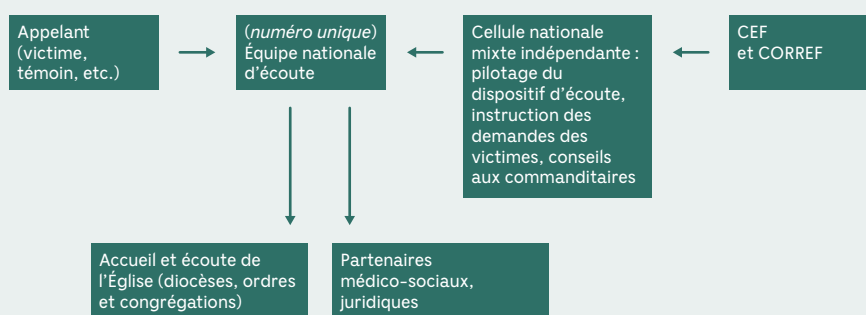 Appelant
(victime,
témoin, etc.)
(numéro unique)
Équipe nationale
d’écoute
Cellule nationale
mixte indépendante :
pilotage du
dispositif d’écoute,
instruction des
demandes des
victimes, conseils
aux commanditaires
CEF
et CORREF
Accueil et écoute de
l’Église (diocèses, ordres
et congrégations)
Partenaires
médico-sociaux,
juridiques